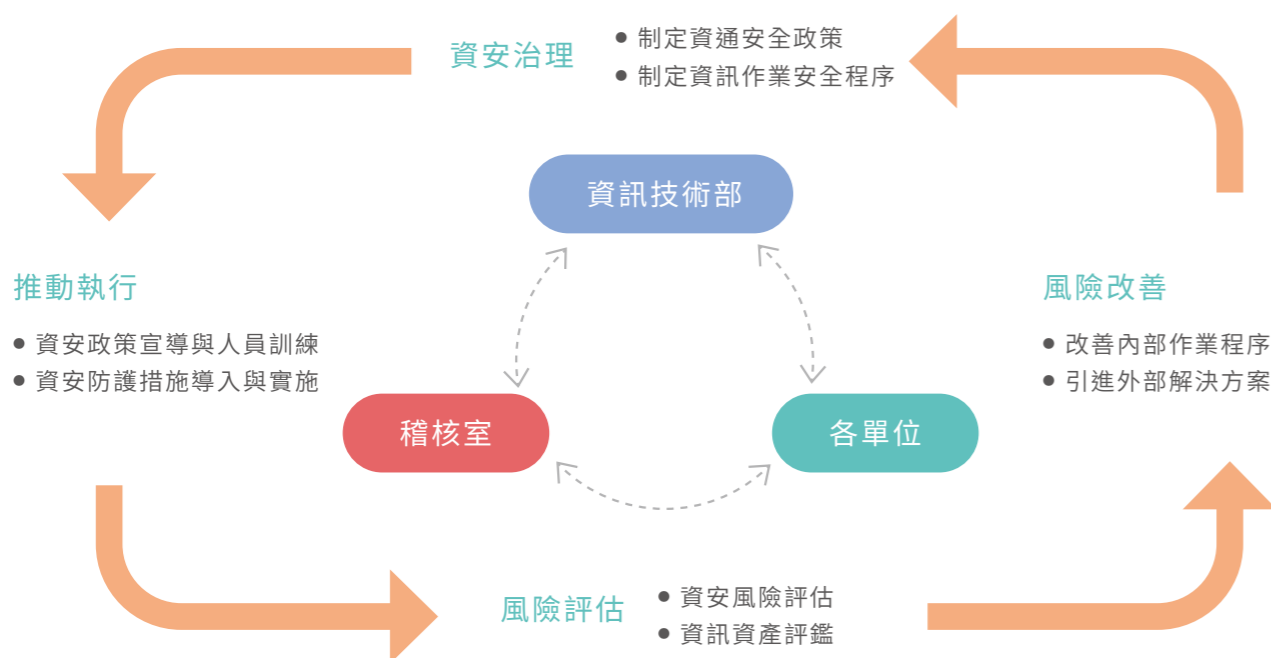 資安治理
● 制定資通安全政策
● 制定資訊作業安全程序
資訊技術部
推動執行
● 資安政策宣導與人員訓練
● 資安防護措施導入與實施
風險改善
● 改善內部作業程序
● 引進外部解決方案
稽核室
各單位
風險評估
● 資安風險評估
● 資訊資產評鑑